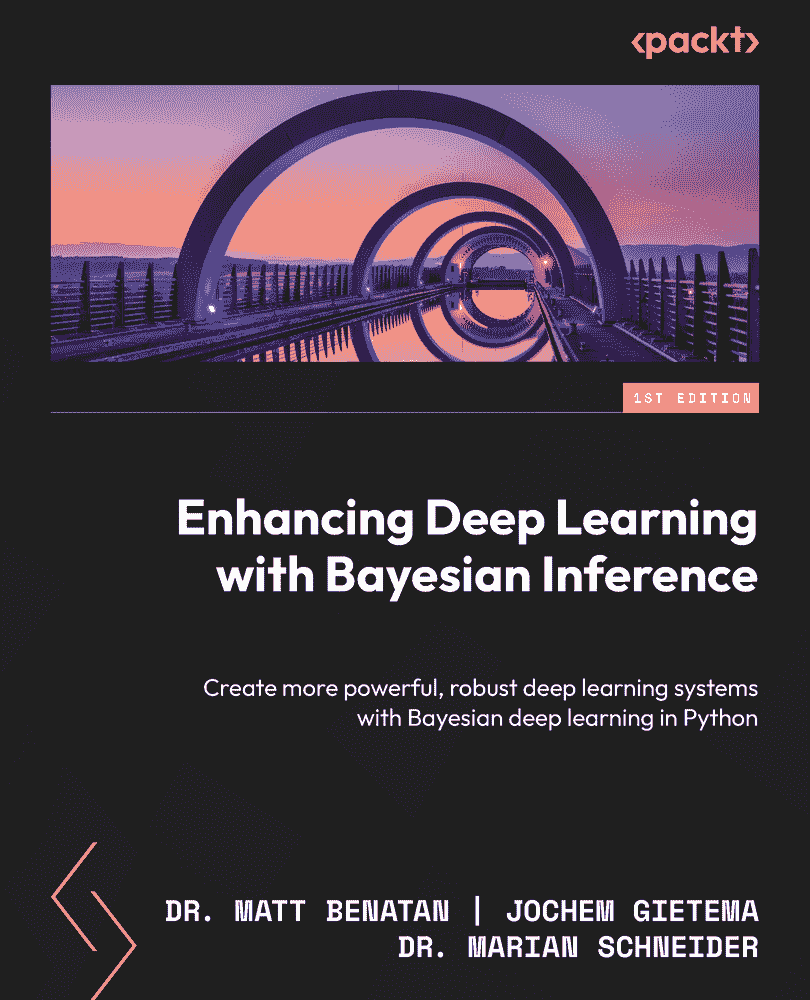 <packt>
1ST EDITION
Enhancing Deep Learning
with Bayesian Inference
Create more powerful, robust deep learning systems
with Bayesian deep learning in Python
DR. MATT BENATAN | JOCHEM GIETEMA
DR. MARIAN SCHNEIDER